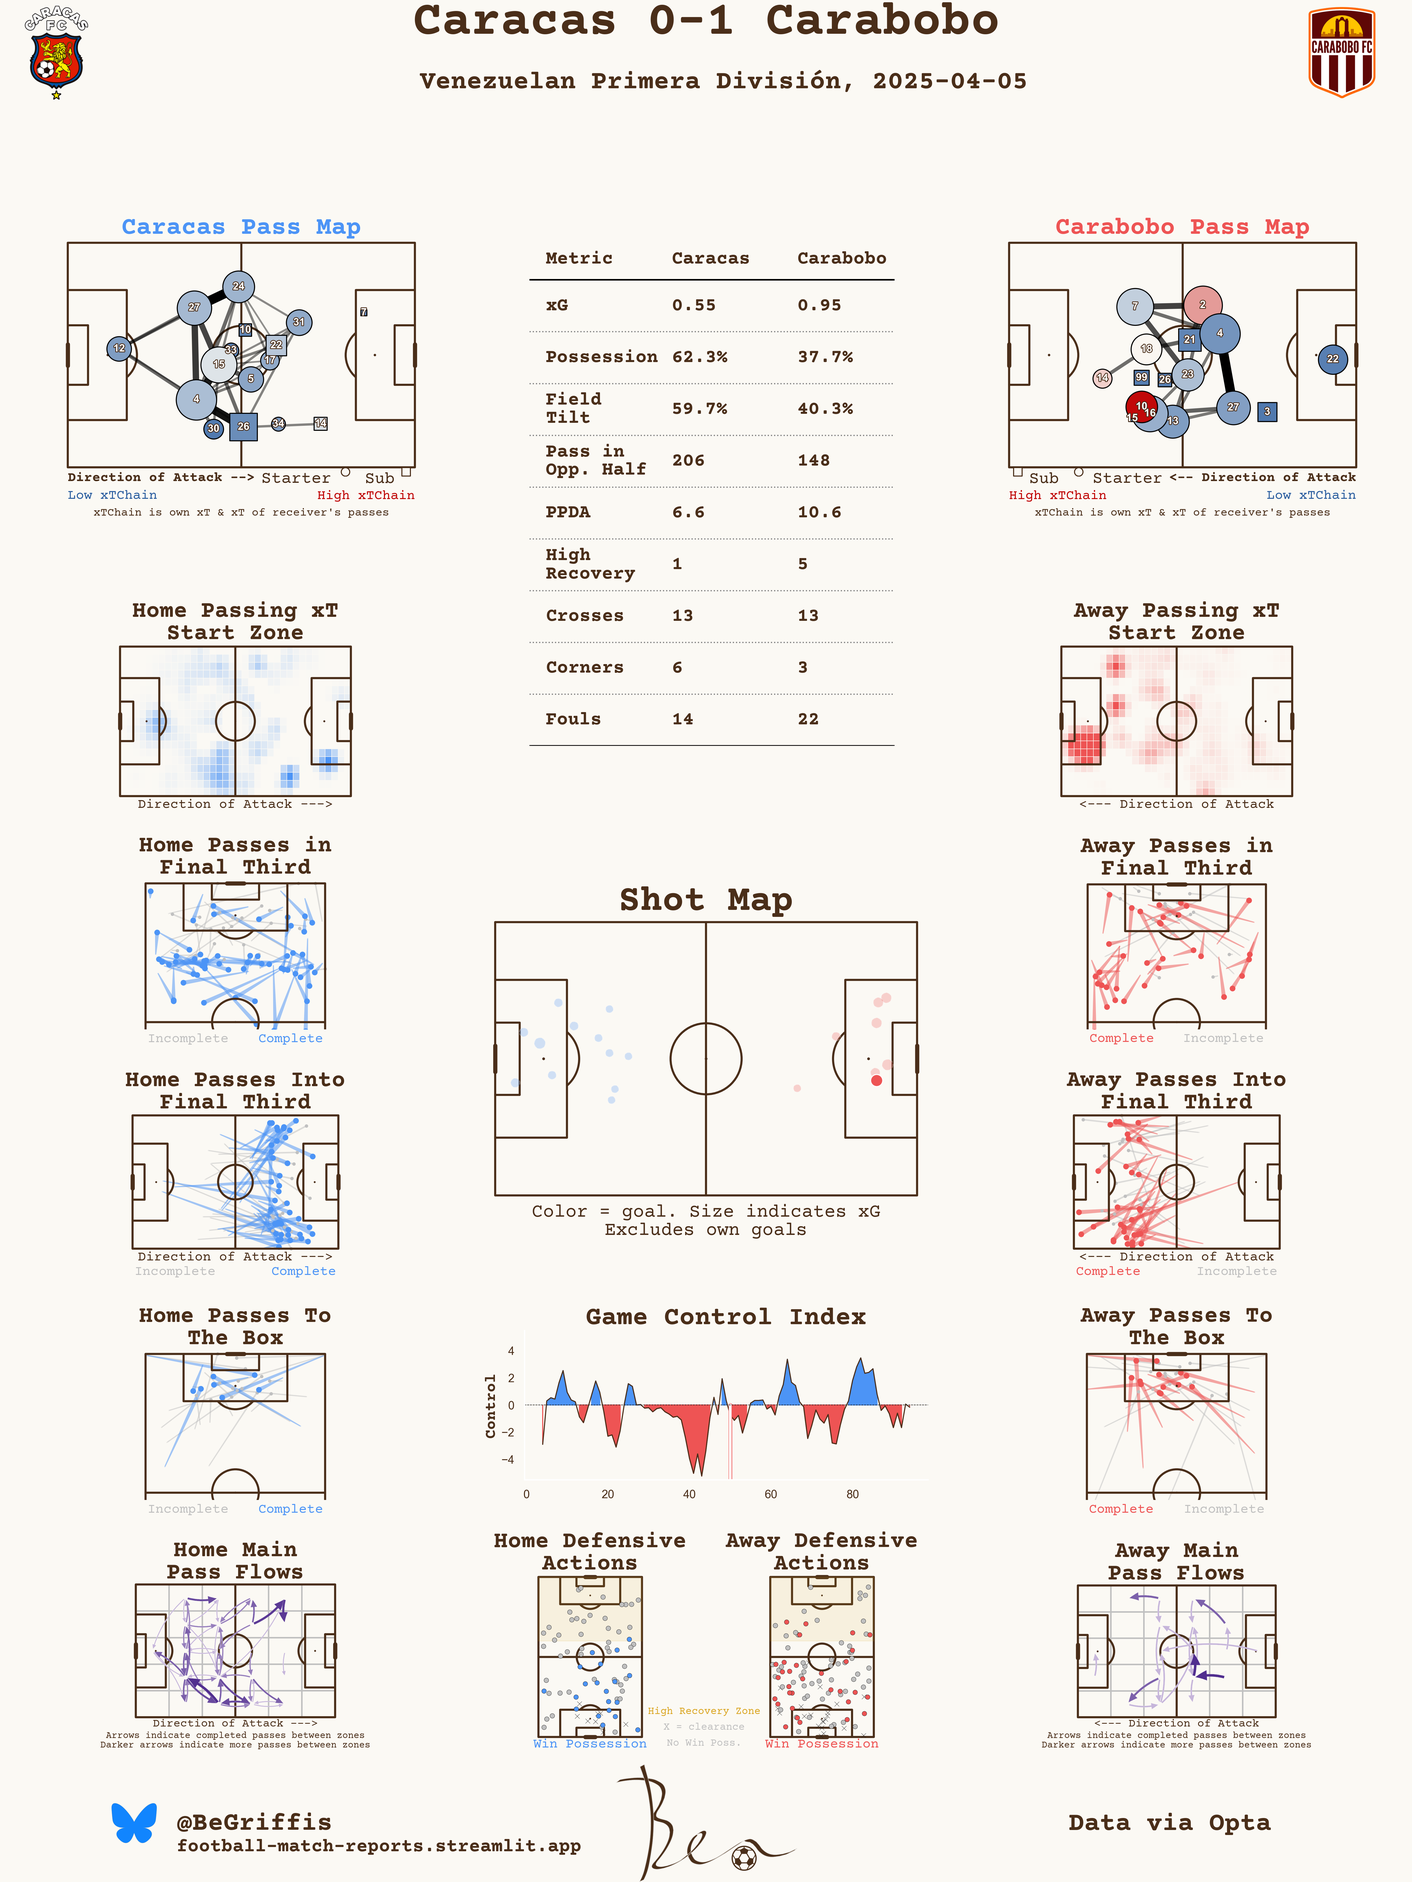 Caracas 0-1 Carabobo
Venezuelan Primera División, 2025-04-05
CARACAS
FC
CARABOBO FC
Caracas Pass Map
24
27
31
10
12
33
22
15
17
5
4
30
26
34
14
7
Direction of Attack --> Starter Sub
Low xTChain High xTChain
xTChain is own xT & xT of receiver's passes
Metric Caracas Carabobo
xG 0.55 0.95
Possession 62.3% 37.7%
Field
Tilt 59.7% 40.3%
Pass in
Opp. Half 206 148
PPDA 6.6 10.6
High
Recovery 1 5
Crosses 13 13
Corners 6 3
Fouls 14 22
Carabobo Pass Map
7
2
4
21
18
22
23
14
99
26
10
16
15
13
27
3
Sub Starter <-- Direction of Attack
High xTChain Low xTChain
xTChain is own xT & xT of receiver's passes
Home Passing xT
Start Zone
Direction of Attack --->
Away Passing xT
Start Zone
<--- Direction of Attack
Home Passes in
Final Third
Incomplete Complete
Away Passes in
Final Third
Complete Incomplete
Shot Map
Color = goal. Size indicates xG
Excludes own goals
Home Passes Into
Final Third
Direction of Attack --->
Incomplete Complete
Away Passes Into
Final Third
<--- Direction of Attack
Complete Incomplete
Home Passes To
The Box
Incomplete Complete
Game Control Index
Control
4
2
0
−2
−4
0 20 40 60 80
Away Passes To
The Box
Complete Incomplete
Home Main
Pass Flows
Direction of Attack --->
Arrows indicate completed passes between zones
Darker arrows indicate more passes between zones
Home Defensive
Actions
Win Possession
Away Defensive
Actions
Win Possession
High Recovery Zone
X = clearance
No Win Poss.
Away Main
Pass Flows
<--- Direction of Attack
Arrows indicate completed passes between zones
Darker arrows indicate more passes between zones
@BeGriffis
football-match-reports.streamlit.app
Ben
Data via Opta